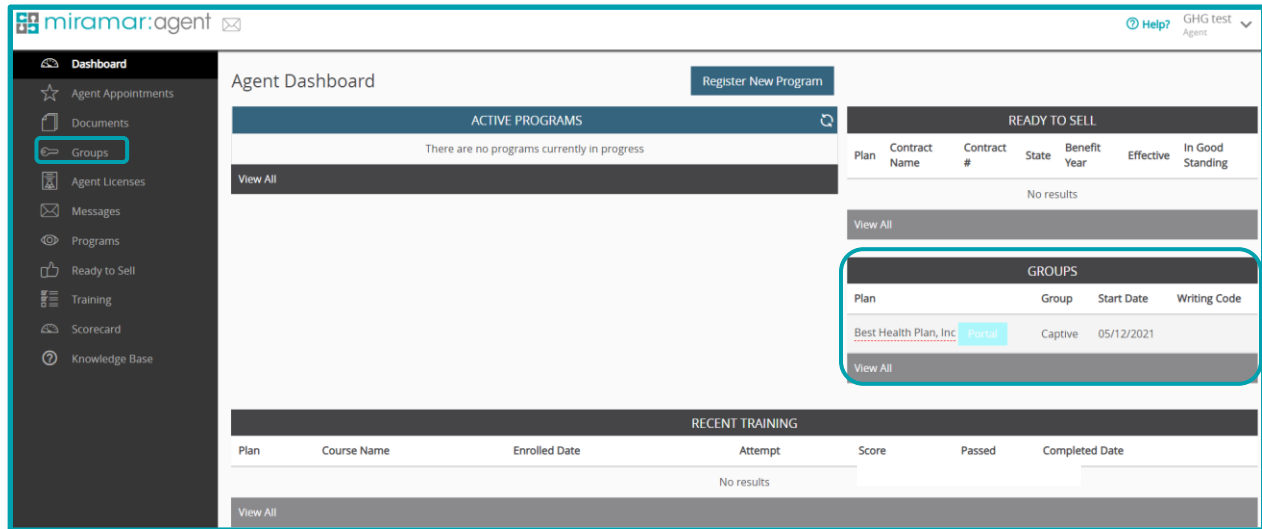 miramar:agent
Help?
GHG test
Agent
Dashboard
Agent Appointments
Documents
Groups
Agent Licenses
Messages
Programs
Ready to Sell
Training
Scorecard
Knowledge Base
Agent Dashboard
Register New Program
ACTIVE PROGRAMS
There are no programs currently in progress
View All
READY TO SELL
Plan Contract Name Contract # State Benefit Year Effective In Good Standing
No results
View All
GROUPS
Plan Group Start Date Writing Code
Best Health Plan, Inc Portal Captive 05/12/2021
View All
RECENT TRAINING
Plan Course Name Enrolled Date Attempt Score Passed Completed Date
No results
View All